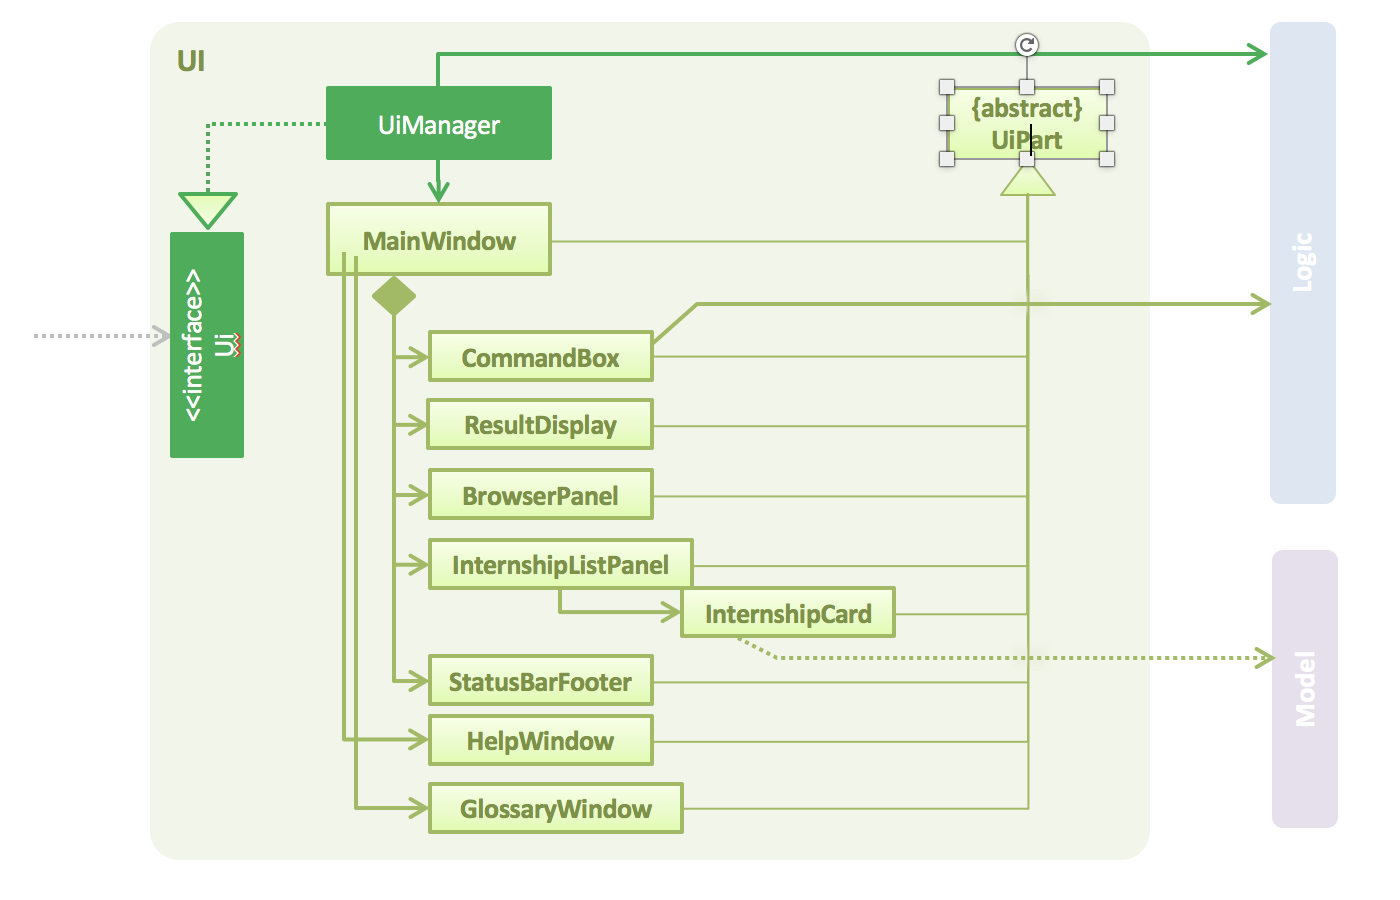 UI
UiManager
{abstract}
UiPart
<<interface>>
Ui
MainWindow
CommandBox
ResultDisplay
BrowserPanel
InternshipListPanel
InternshipCard
StatusBarFooter
HelpWindow
GlossaryWindow
Logic
Model